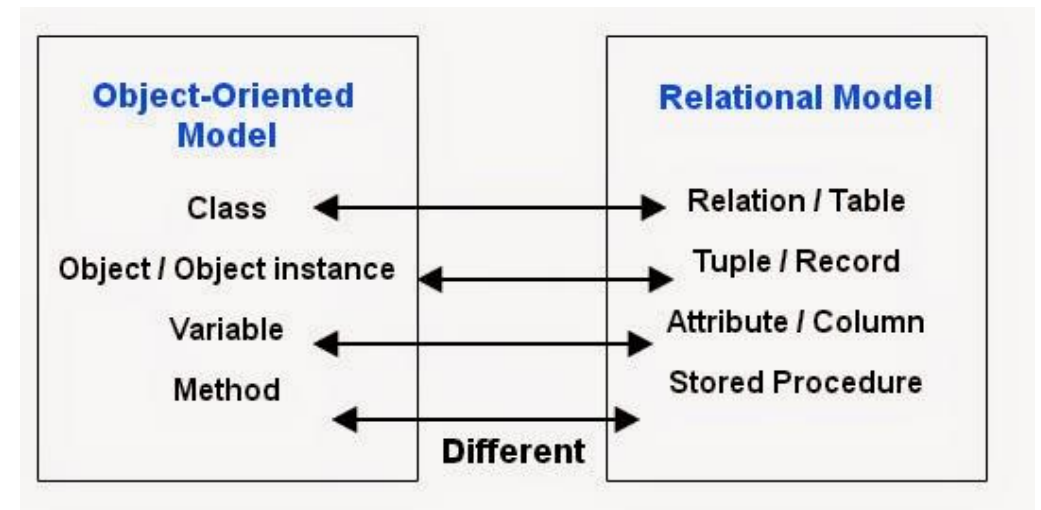 Object-Oriented
Model
Class
Object / Object instance
Variable
Method
Relational Model
Relation / Table
Tuple / Record
Attribute / Column
Stored Procedure
Different